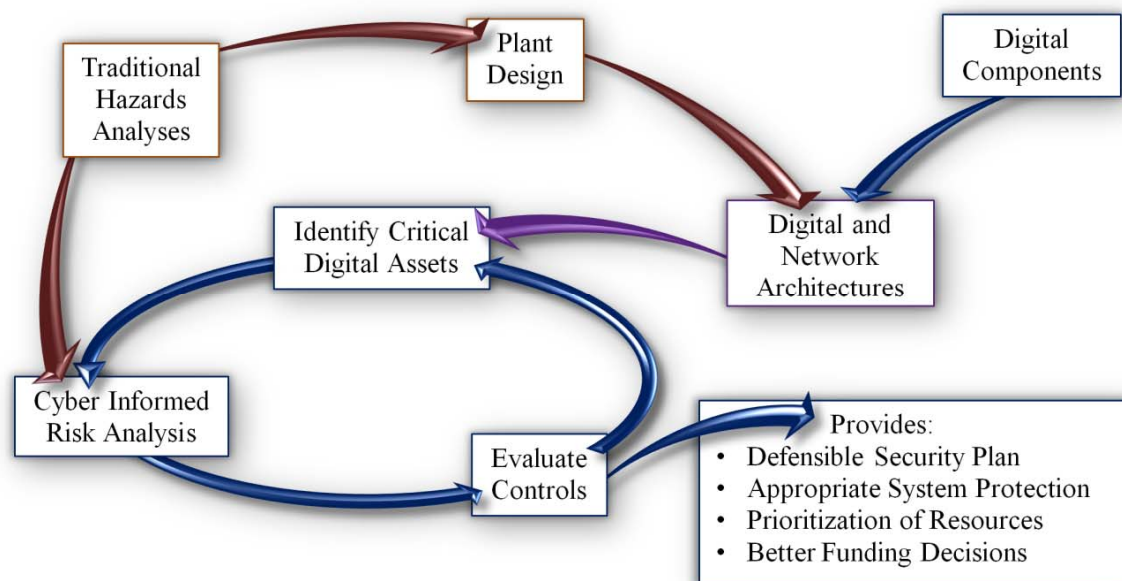 Traditional
Hazards
Analyses
Plant
Design
Digital
Components
Identify Critical
Digital Assets
Digital and
Network
Architectures
Cyber Informed
Risk Analysis
Evaluate
Controls
Provides:
• Defensible Security Plan
• Appropriate System Protection
• Prioritization of Resources
• Better Funding Decisions